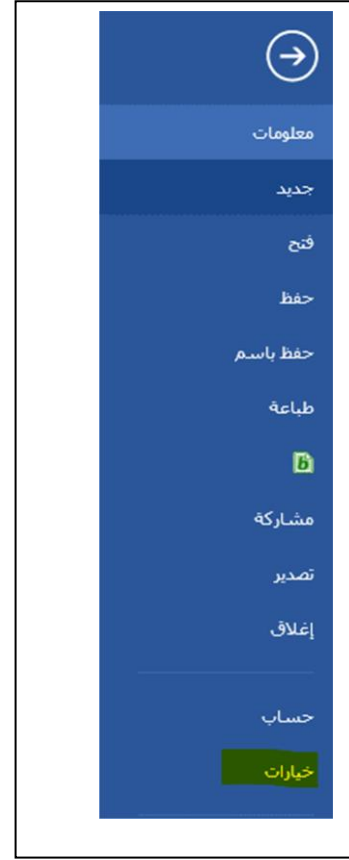 معلومات
جديد
فتح
حفظ
حفظ باسم
طباعة
b
مشاركة
تصدير
إغلاق
حساب
خيارات